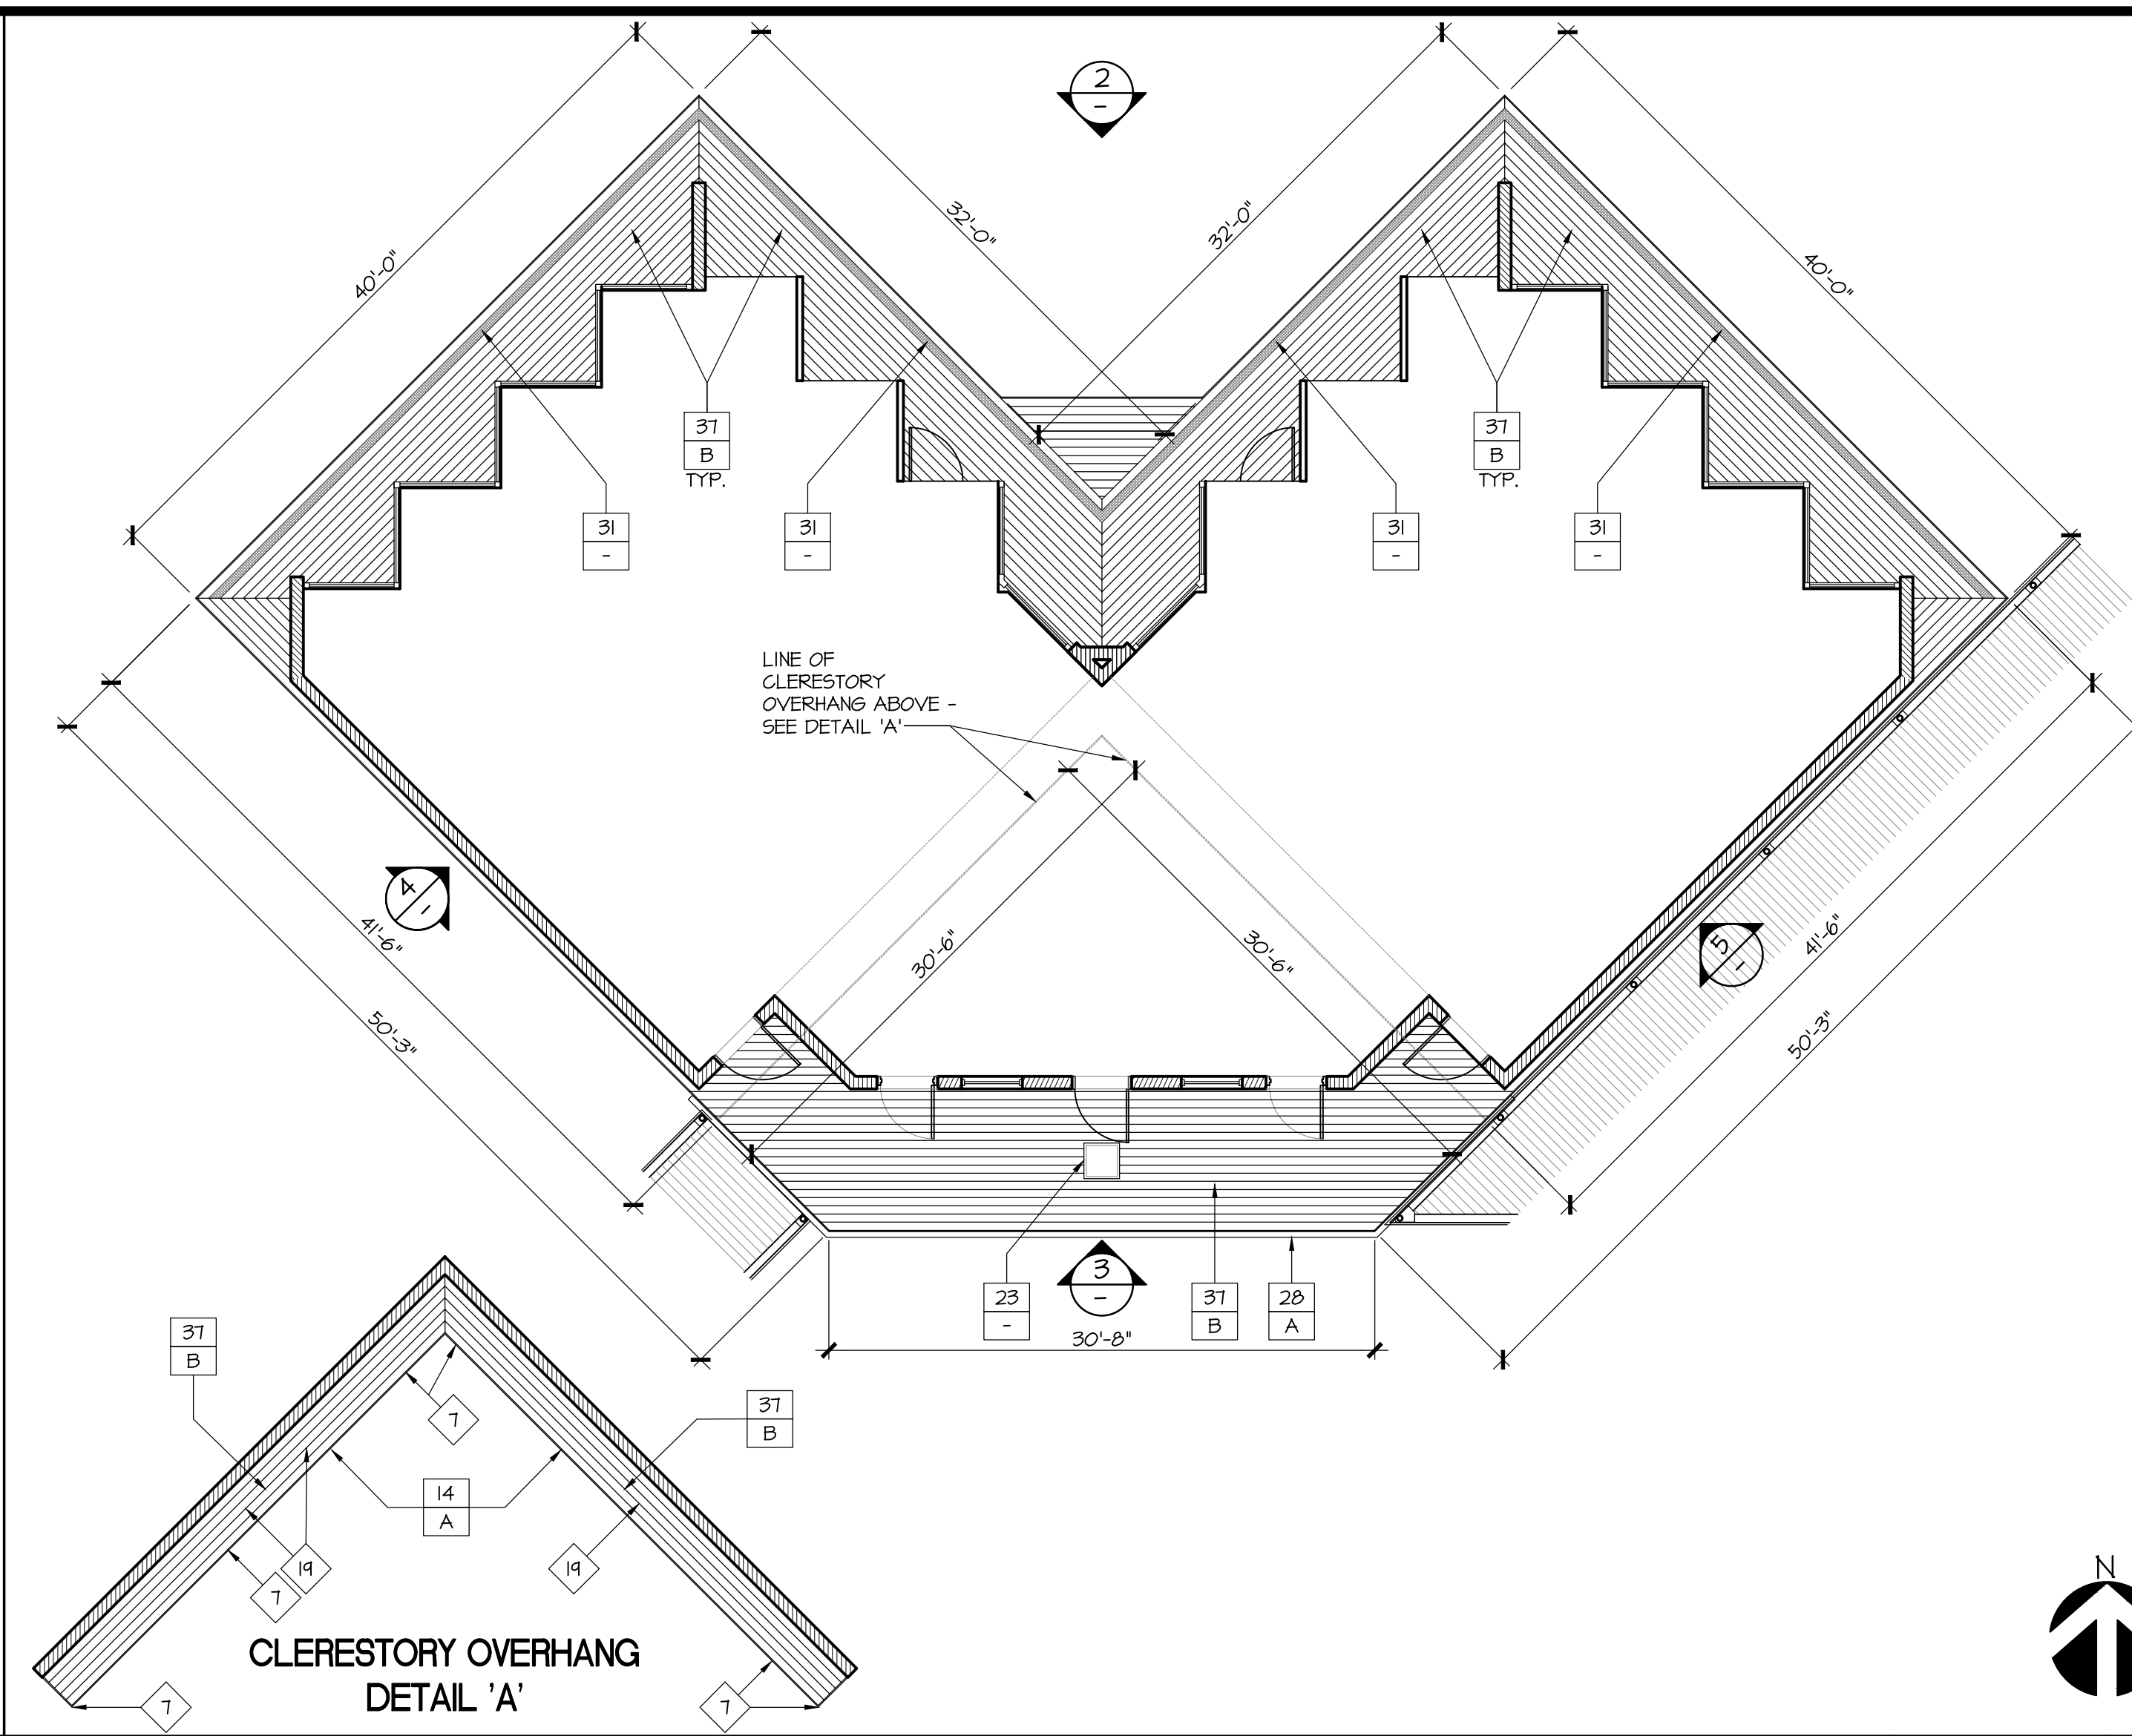 2
-
40'-0"
32'-0"
32'-0"
40'-0"
37
B
TYP.
37
B
TYP.
31
-
31
-
31
-
31
-
LINE OF
CLERESTORY
OVERHANG ABOVE -
SEE DETAIL 'A'
4
-
5
-
41'-6"
30'-6"
30'-6"
41'-6"
50'-3"
50'-3"
23
-
3
-
37
B
28
A
30'-8"
37
B
7
37
B
14
A
19
7
19
7
7
CLERESTORY OVERHANG
DETAIL 'A'
N